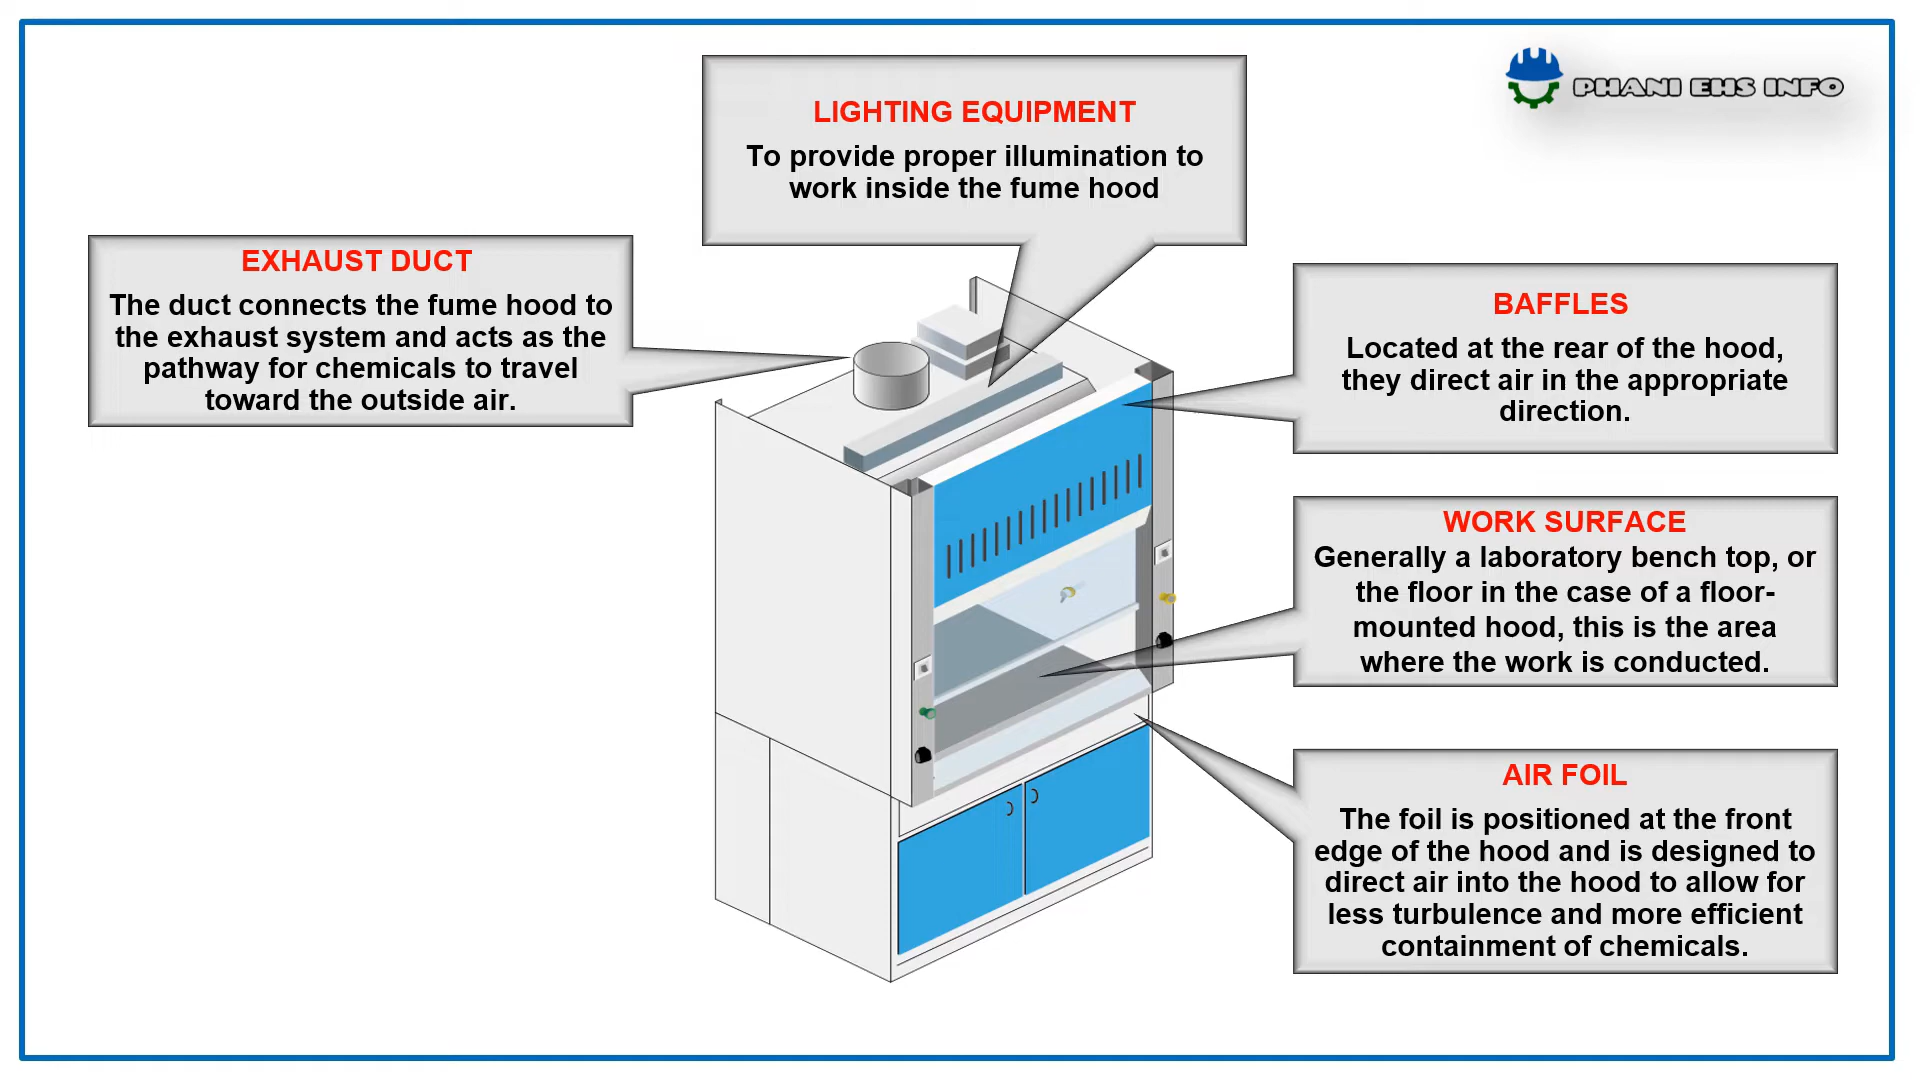 PHANI EHS INFO
LIGHTING EQUIPMENT
To provide proper illumination to
work inside the fume hood
EXHAUST DUCT
The duct connects the fume hood to
the exhaust system and acts as the
pathway for chemicals to travel
toward the outside air.
BAFFLES
Located at the rear of the hood,
they direct air in the appropriate
direction.
WORK SURFACE
Generally a laboratory bench top, or
the floor in the case of a floor-
mounted hood, this is the area
where the work is conducted.
AIR FOIL
The foil is positioned at the front
edge of the hood and is designed to
direct air into the hood to allow for
less turbulence and more efficient
containment of chemicals.